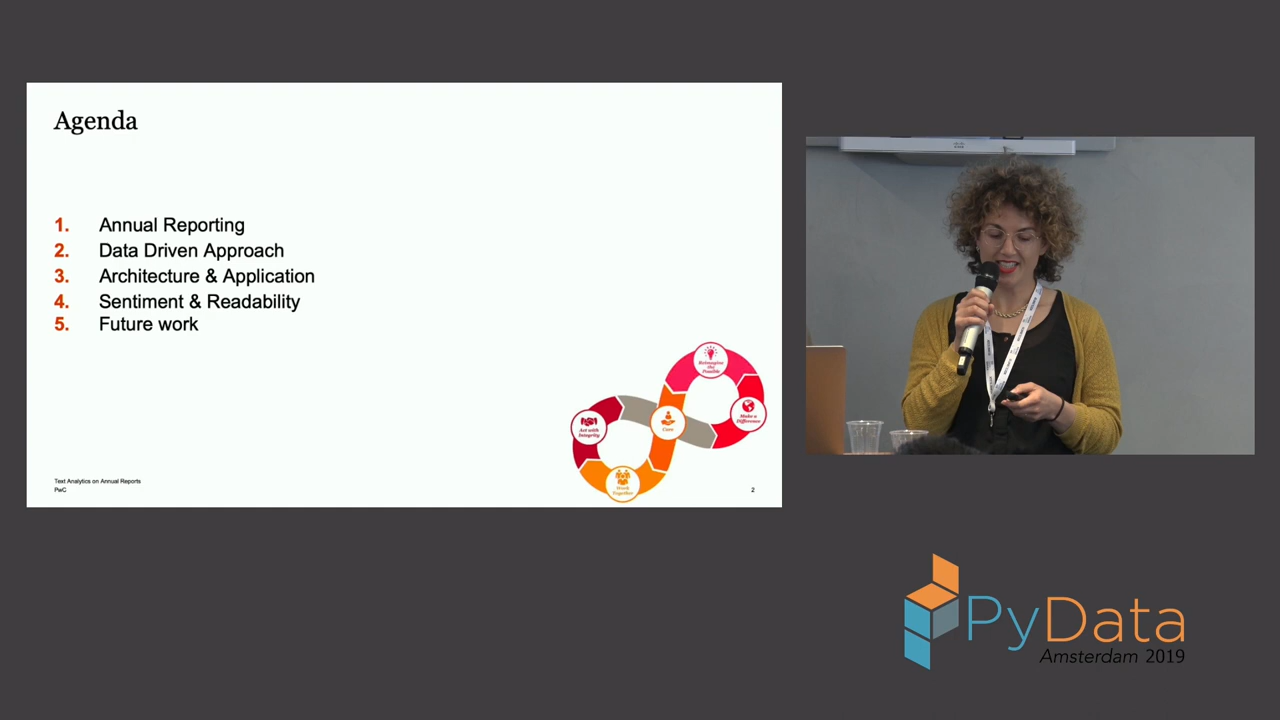 Agenda
1. Annual Reporting
2. Data Driven Approach
3. Architecture & Application
4. Sentiment & Readability
5. Future work
Reimagine
the
Possible
Act with
Integrity
Care
Make a
Difference
Work
Together
Text Analytics on Annual Reports
PwC
2
PyData
Amsterdam 2019